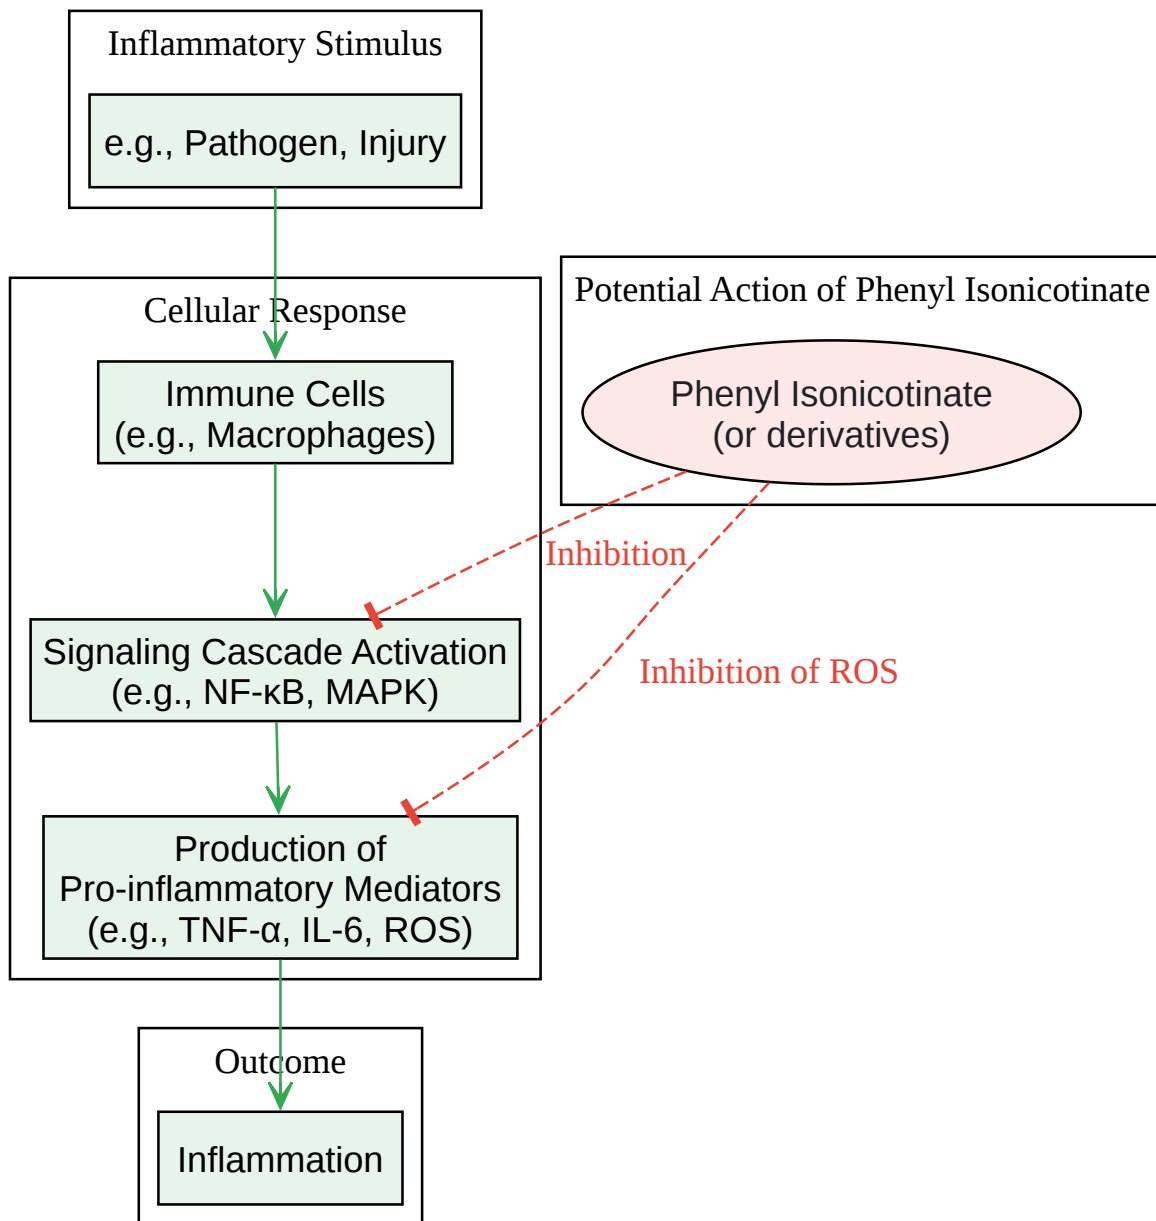 Inflammatory Stimulus
e.g., Pathogen, Injury
Cellular Response
Immune Cells
(e.g., Macrophages)
Potential Action of Phenyl Isonicotinate
Phenyl Isonicotinate
(or derivatives)
Inhibition
Signaling Cascade Activation
(e.g., NF-κB, MAPK)
Inhibition of ROS
Production of
Pro-inflammatory Mediators
(e.g., TNF-α, IL-6, ROS)
Outcome
Inflammation